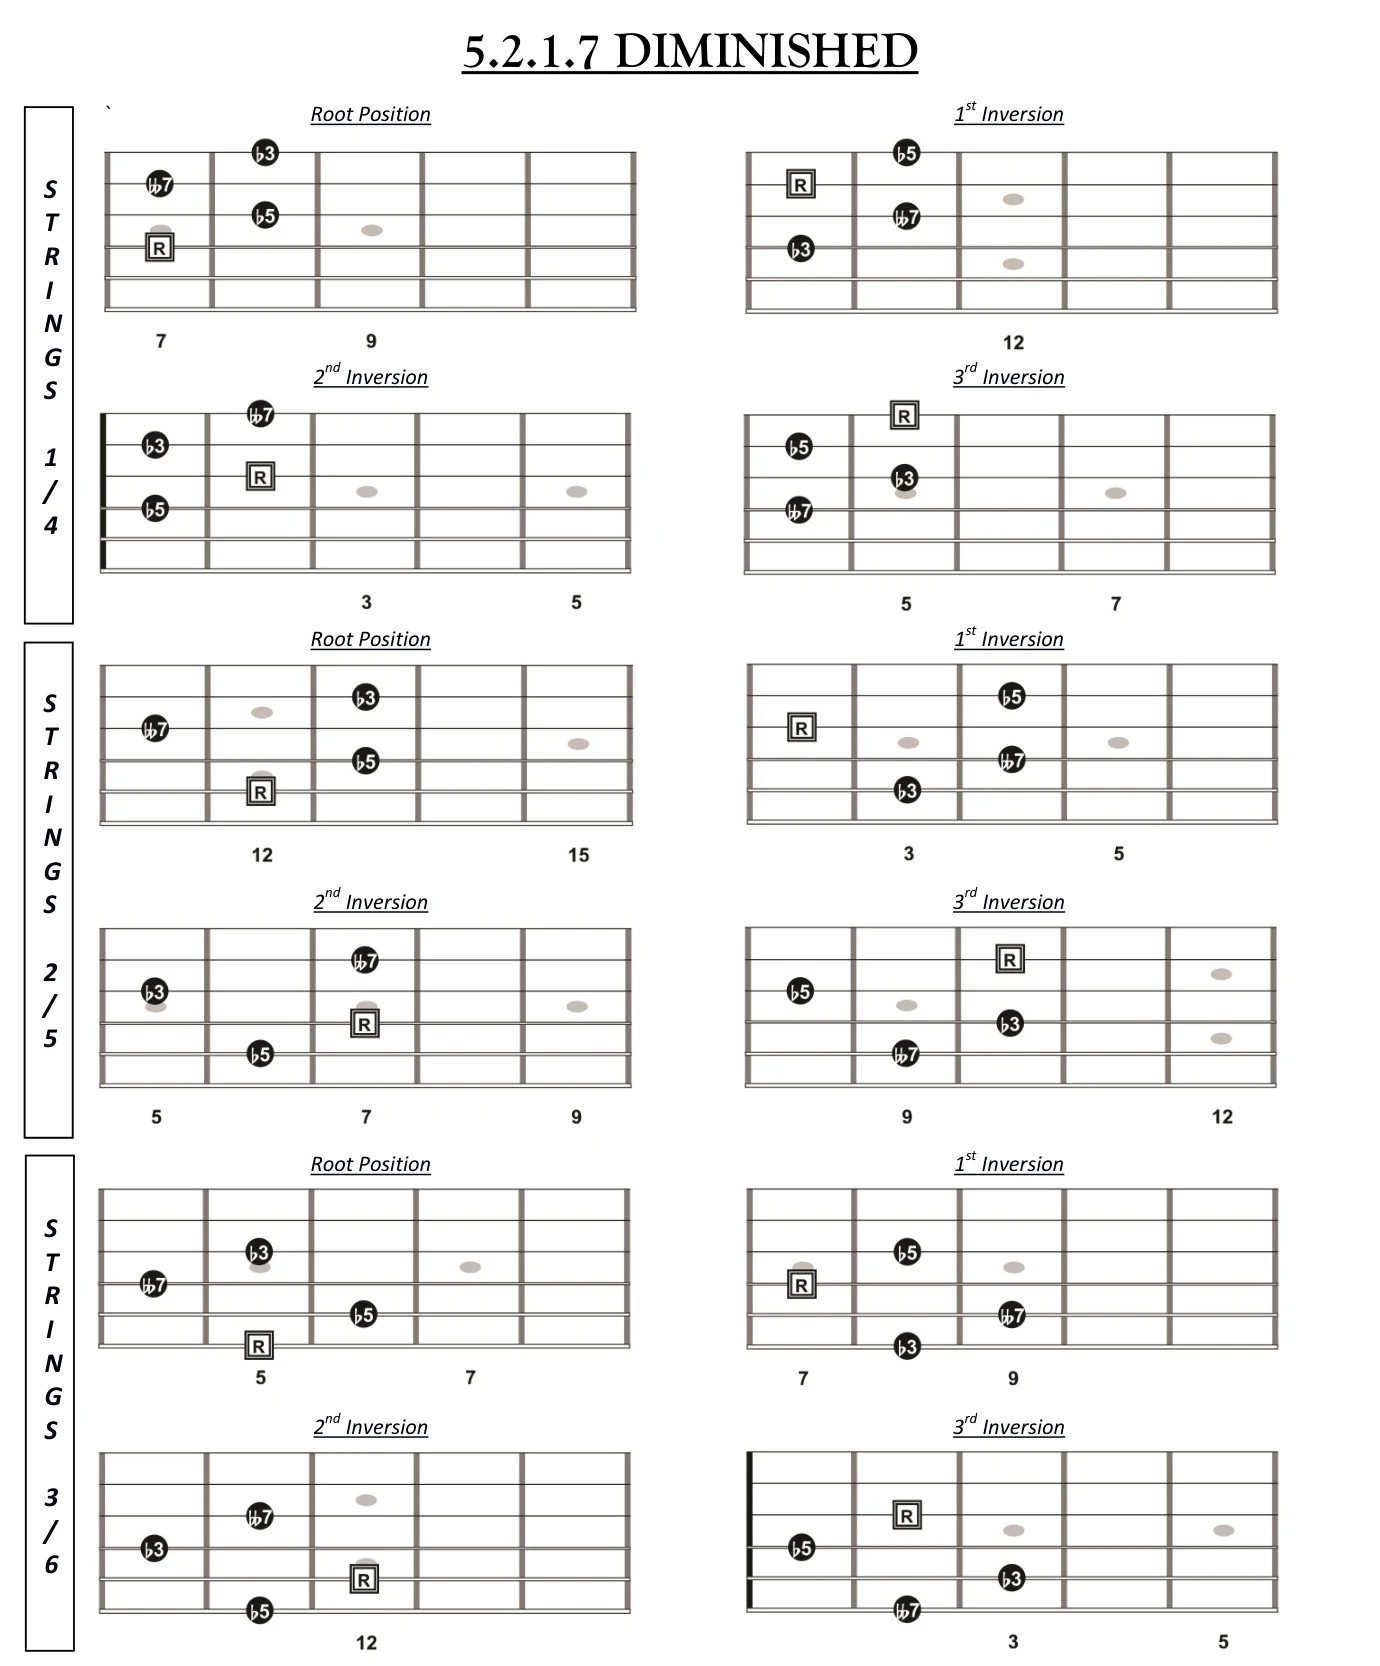 5.2.1.7 DIMINISHED
STRINGS 1/4
`
Root Position
1st Inversion
♭3
𝄫7
♭5
R
7 9
♭5
R
𝄫7
♭3
12
2nd Inversion
3rd Inversion
𝄫7
♭3
R
♭5
3 5
R
♭5
♭3
𝄫7
5 7
STRINGS 2/5
Root Position
1st Inversion
♭3
𝄫7
♭5
R
12 15
♭5
R
𝄫7
♭3
3 5
2nd Inversion
3rd Inversion
𝄫7
♭3
R
♭5
5 7 9
R
♭5
♭3
𝄫7
9 12
STRINGS 3/6
Root Position
1st Inversion
♭3
𝄫7
♭5
R
5 7
♭5
R
𝄫7
♭3
7 9
2nd Inversion
3rd Inversion
𝄫7
♭3
R
♭5
12
R
♭5
♭3
𝄫7
3 5